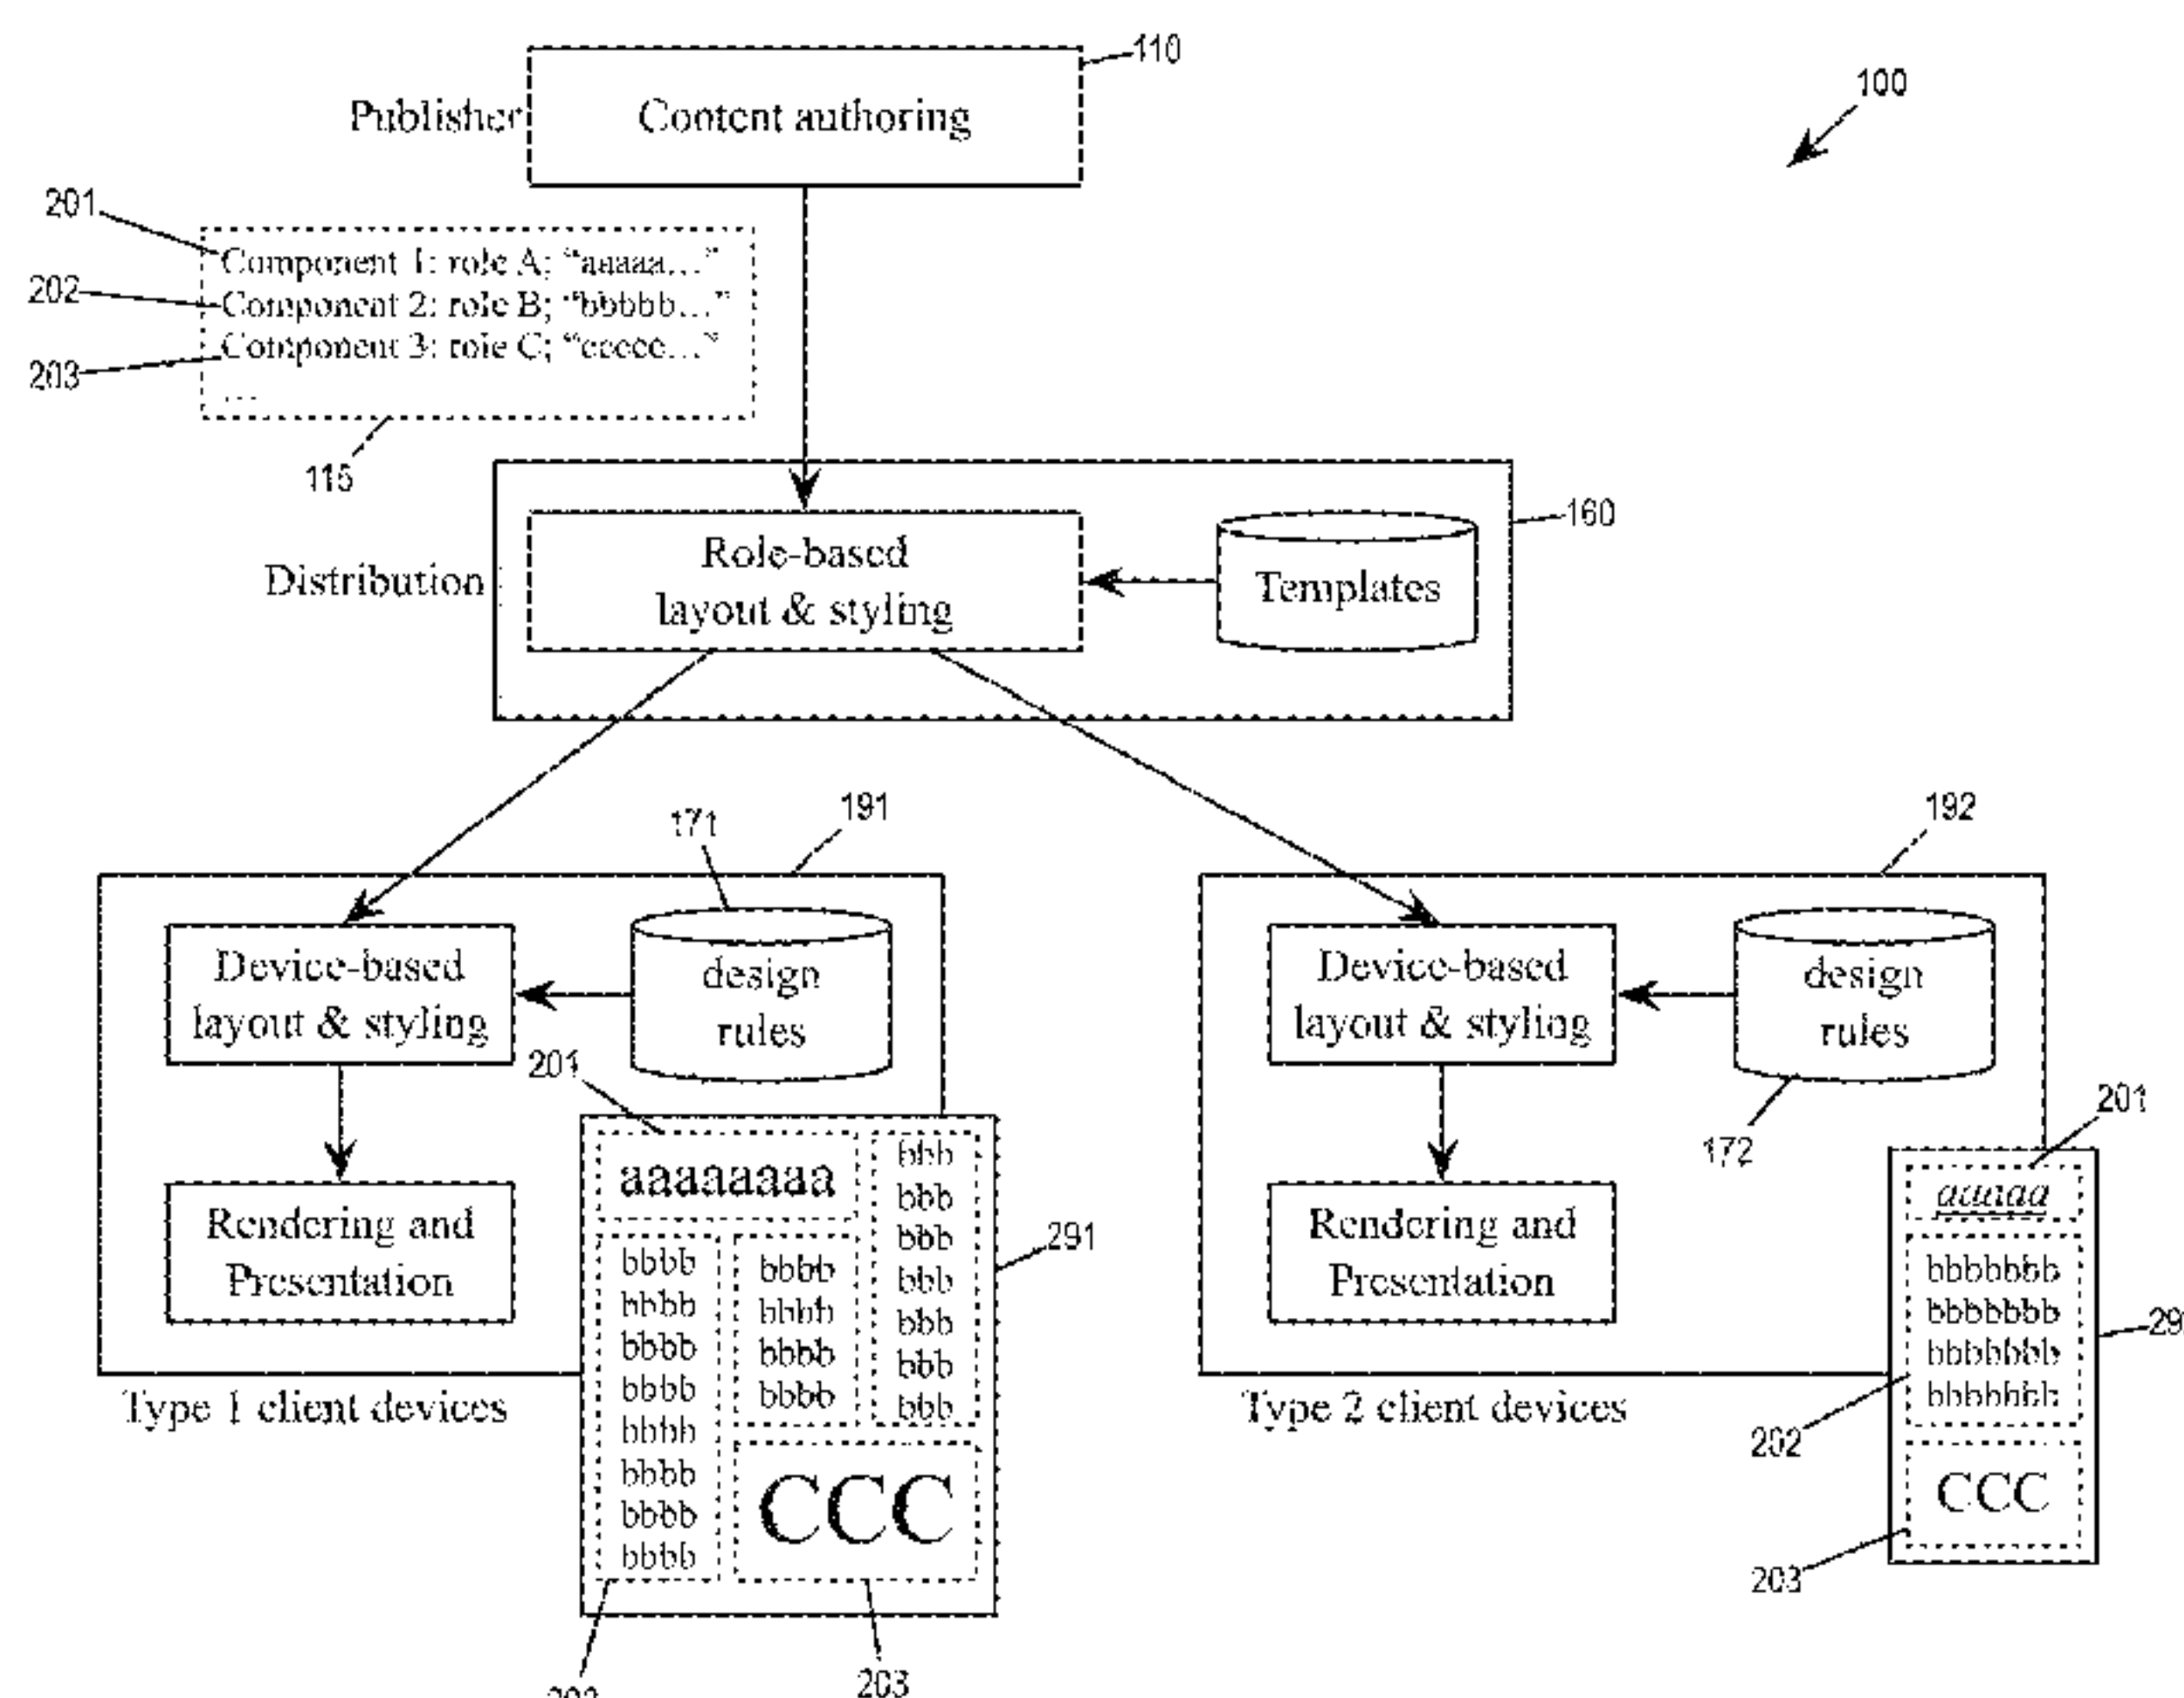 110
100
Publisher
Content authoring
201
Component 1: role A; “aaaaa…”
202
Component 2: role B; “bbbbb…”
Component 3: role C; “ccccc…”
203
...
115
160
Role-based
layout & styling
Templates
Distribution
191
171
192
Device-based
layout & styling
design
rules
Device-based
layout & styling
design
rules
201
172
201
Rendering and
Presentation
aaaaaaaa
bbb
bbb
bbb
bbb
bbb
bbb
bbb
bbbb
bbbb
bbbb
bbbb
bbbb
bbbb
bbbb
bbbb
bbbb
bbbb
bbbb
bbbb
CCC
291
Type 1 client devices
203
Rendering and
Presentation
aaaaa
bbbbbbb
bbbbbbb
bbbbbbb
bbbbbbb
CCC
Type 2 client devices
202
203